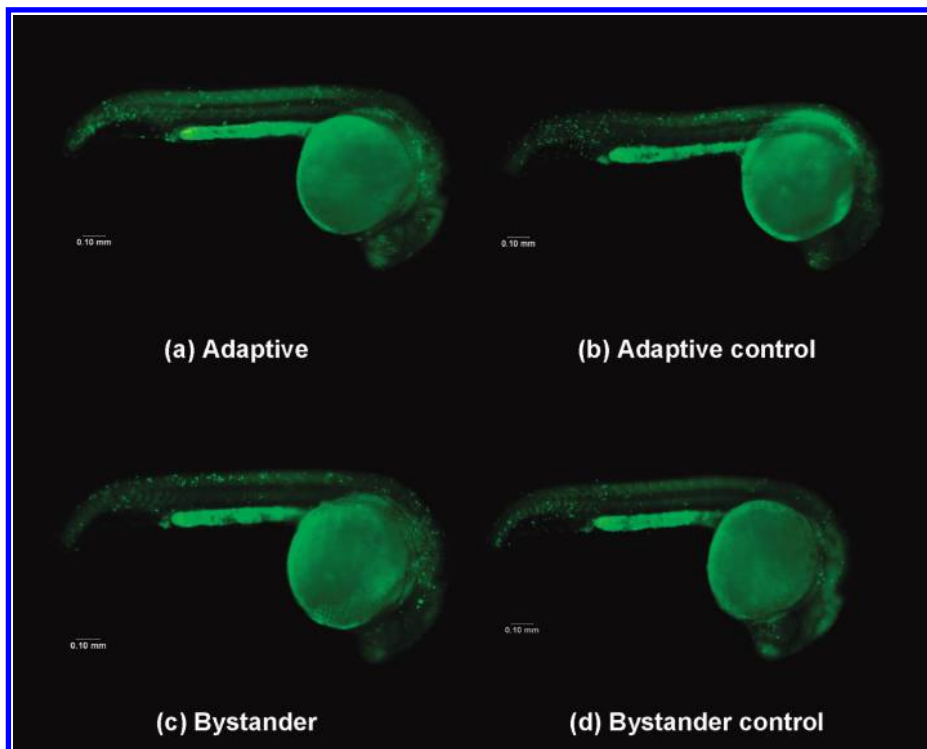 0.10 mm
0.10 mm
(a) Adaptive
(b) Adaptive control
0.10 mm
0.10 mm
(c) Bystander
(d) Bystander control